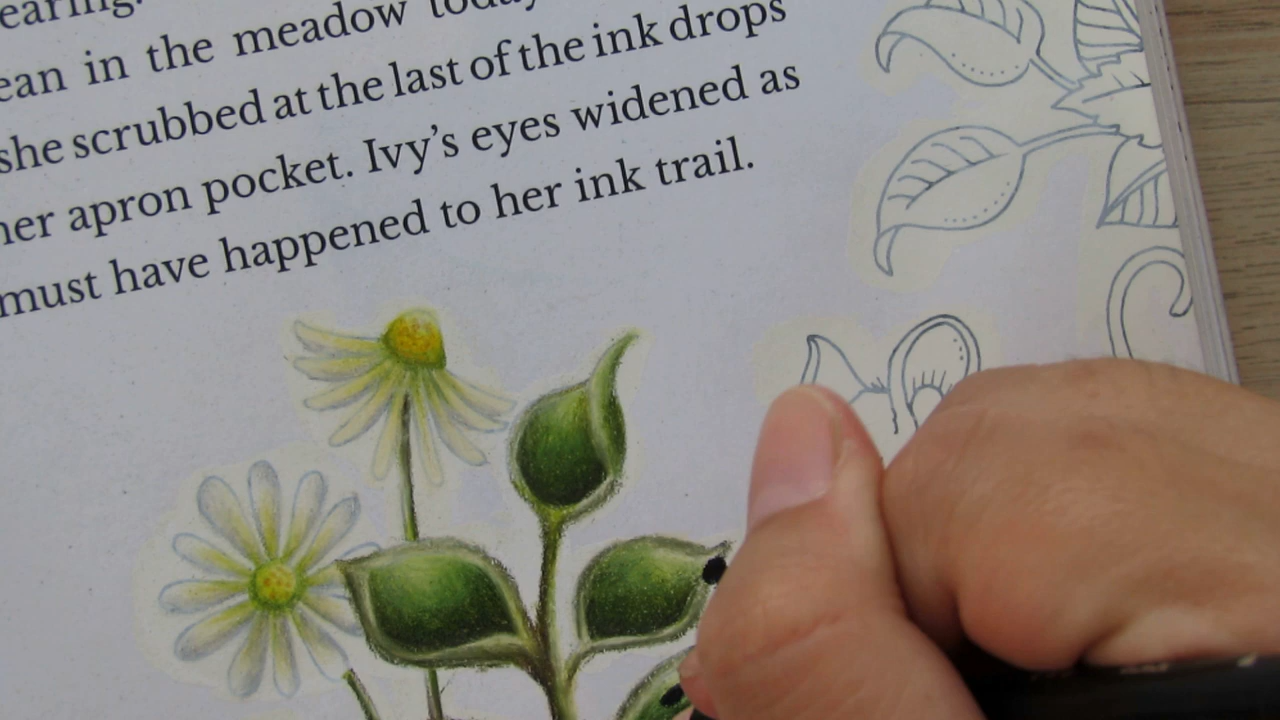 in the meadow today
she scrubbed at the last of the ink drops
her apron pocket. Ivy's eyes widened as
must have happened to her ink trail.